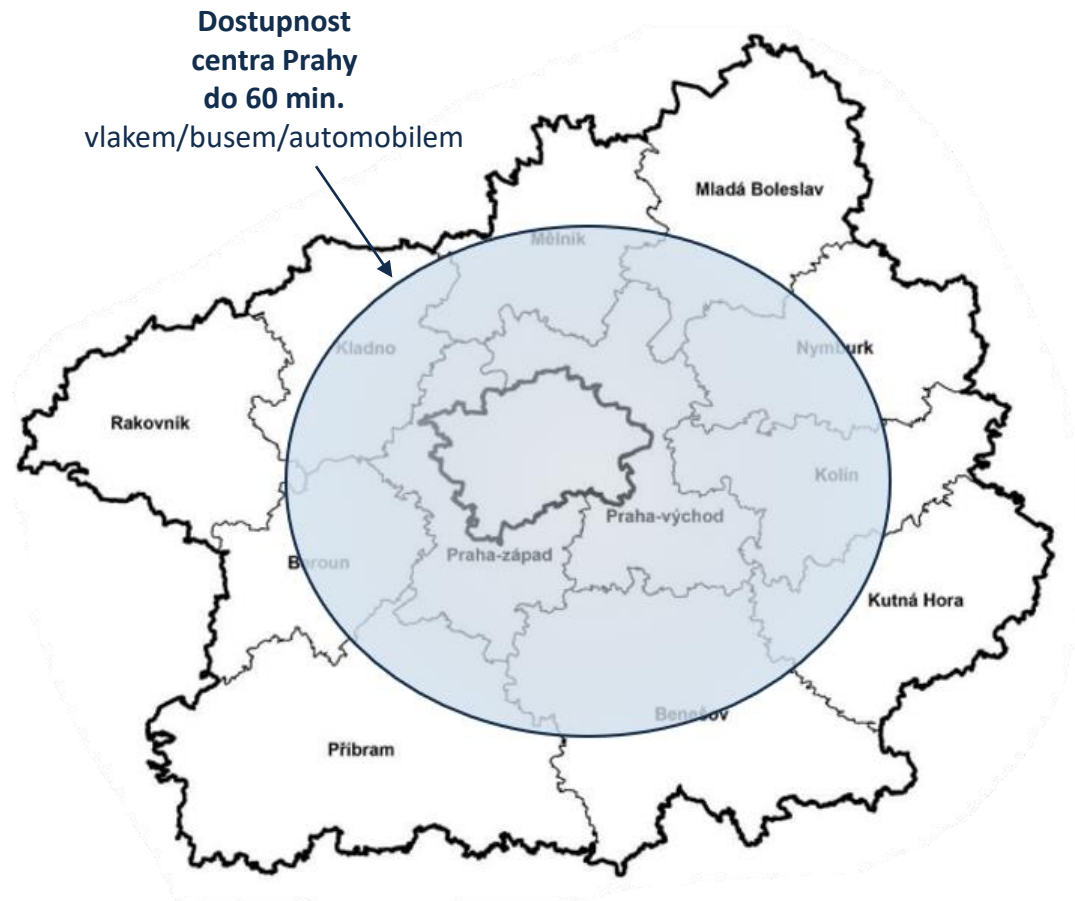 Dostupnost
centra Prahy
do 60 min.
vlakem/busem/automobilem
Mladá Boleslav
Mělník
Kladno
Nymburk
Rakovník
Kolín
Praha-východ
Praha-západ
Beroun
Kutná Hora
Benešov
Příbram